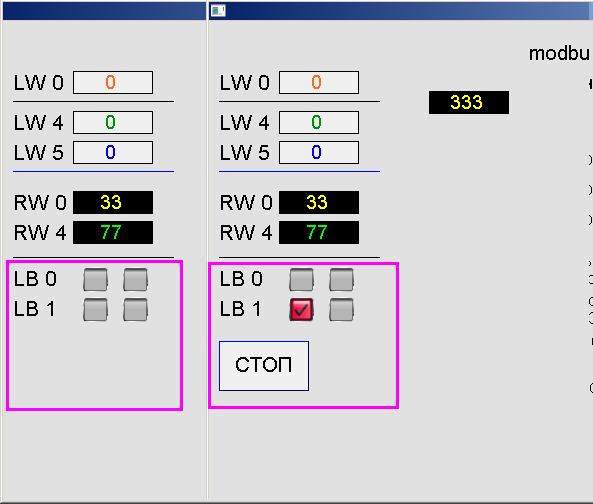 modbu
LW 0 0
LW 4 0
LW 5 0
RW 0 33
RW 4 77
LB 0
LB 1
LW 0 0
333
LW 4 0
LW 5 0
RW 0 33
RW 4 77
LB 0
LB 1
СТОП